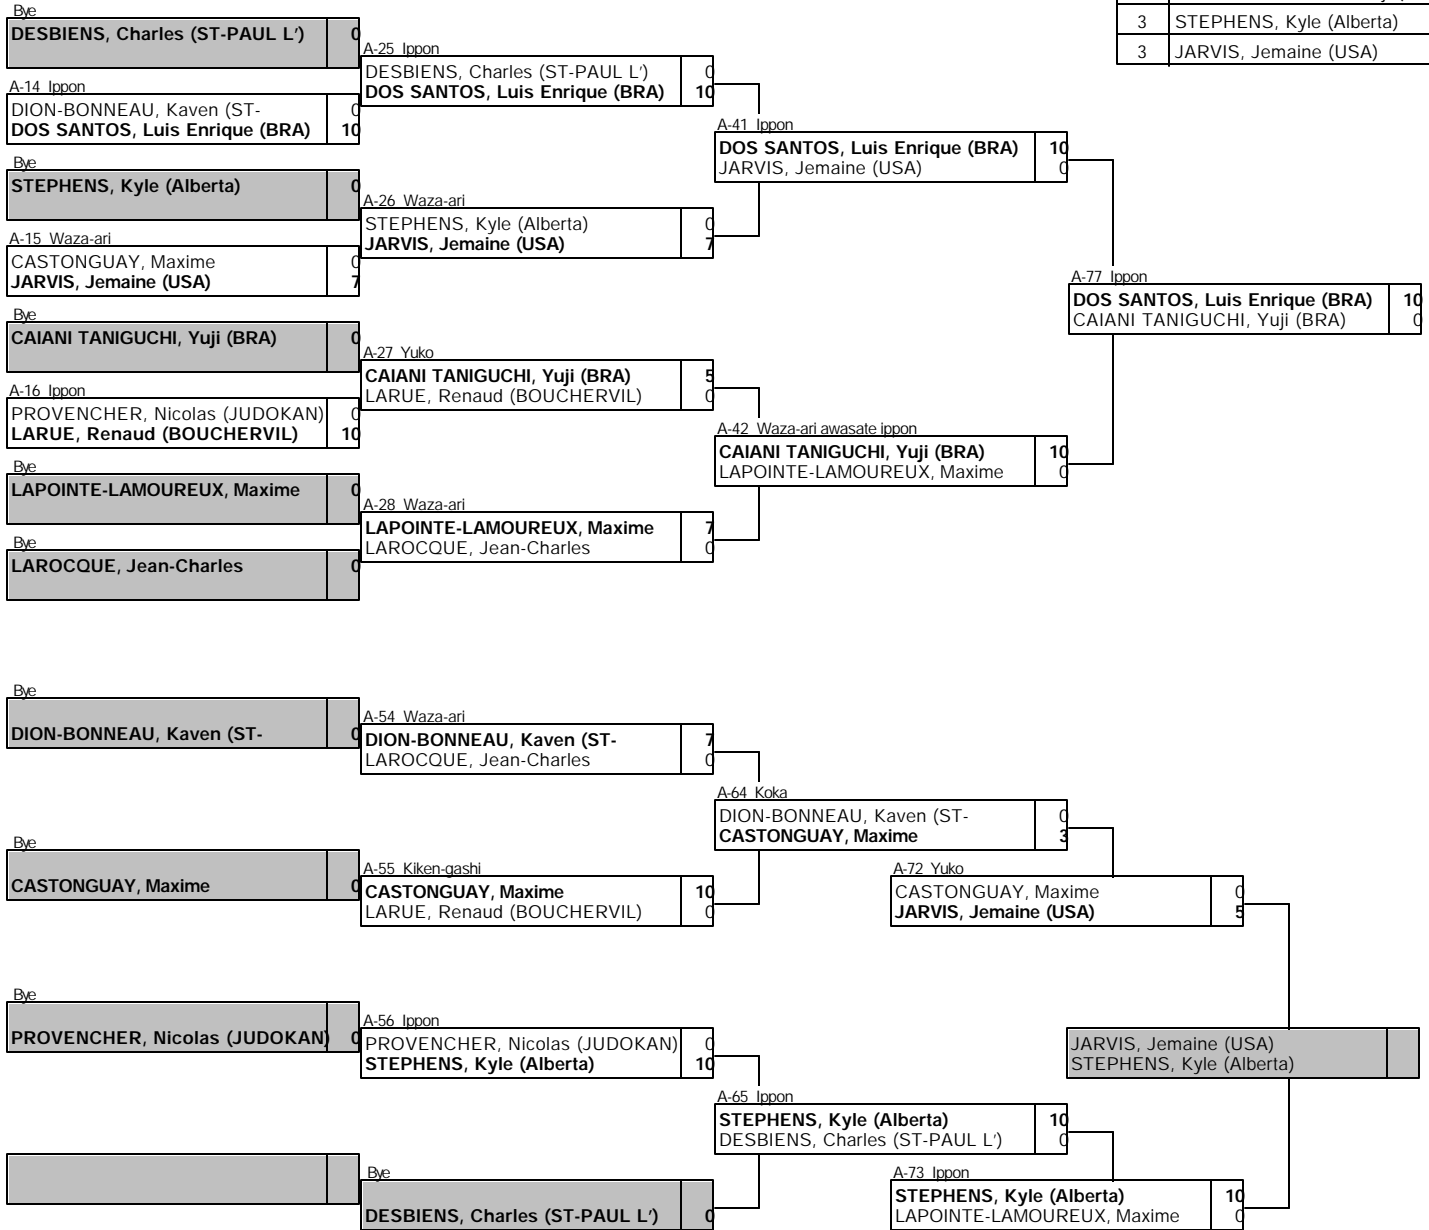 Bye
DESBIENS, Charles (ST-PAUL L') 0
A-14 Ippon
DION-BONNEAU, Kaven (ST- 0
DOS SANTOS, Luis Enrique (BRA) 10
Bye
STEPHENS, Kyle (Alberta) 0
A-15 Waza-ari
CASTONGUAY, Maxime 0
JARVIS, Jemaine (USA) 7
Bye
CAIANI TANIGUCHI, Yuji (BRA) 0
A-16 Ippon
PROVENCHER, Nicolas (JUDOKAN) 0
LARUE, Renaud (BOUCHERVIL) 10
Bye
LAPOINTE-LAMOUREUX, Maxime 0
Bye
LAROCQUE, Jean-Charles 0
A-25 Ippon
DESBIENS, Charles (ST-PAUL L') 0
DOS SANTOS, Luis Enrique (BRA) 10
A-26 Waza-ari
STEPHENS, Kyle (Alberta) 0
JARVIS, Jemaine (USA) 7
A-27 Yuko
CAIANI TANIGUCHI, Yuji (BRA) 5
LARUE, Renaud (BOUCHERVIL) 0
A-28 Waza-ari
LAPOINTE-LAMOUREUX, Maxime 7
LAROCQUE, Jean-Charles 0
A-41 Ippon
DOS SANTOS, Luis Enrique (BRA) 10
JARVIS, Jemaine (USA) 0
A-42 Waza-ari awasate ippon
CAIANI TANIGUCHI, Yuji (BRA) 10
LAPOINTE-LAMOUREUX, Maxime 0
A-77 Ippon
DOS SANTOS, Luis Enrique (BRA) 10
CAIANI TANIGUCHI, Yuji (BRA) 0
3 STEPHENS, Kyle (Alberta)
3 JARVIS, Jemaine (USA)
Bye
DION-BONNEAU, Kaven (ST- 0
Bye
CASTONGUAY, Maxime 0
Bye
PROVENCHER, Nicolas (JUDOKAN) 0
A-54 Waza-ari
DION-BONNEAU, Kaven (ST- 7
LAROCQUE, Jean-Charles 0
A-55 Kiken-gashi
CASTONGUAY, Maxime 10
LARUE, Renaud (BOUCHERVIL) 0
A-56 Ippon
PROVENCHER, Nicolas (JUDOKAN) 0
STEPHENS, Kyle (Alberta) 10
Bye
DESBIENS, Charles (ST-PAUL L') 0
A-64 Koka
DION-BONNEAU, Kaven (ST- 0
CASTONGUAY, Maxime 3
A-65 Ippon
STEPHENS, Kyle (Alberta) 10
DESBIENS, Charles (ST-PAUL L') 0
A-72 Yuko
CASTONGUAY, Maxime 0
JARVIS, Jemaine (USA) 5
A-73 Ippon
STEPHENS, Kyle (Alberta) 10
LAPOINTE-LAMOUREUX, Maxime 0
JARVIS, Jemaine (USA)
STEPHENS, Kyle (Alberta)